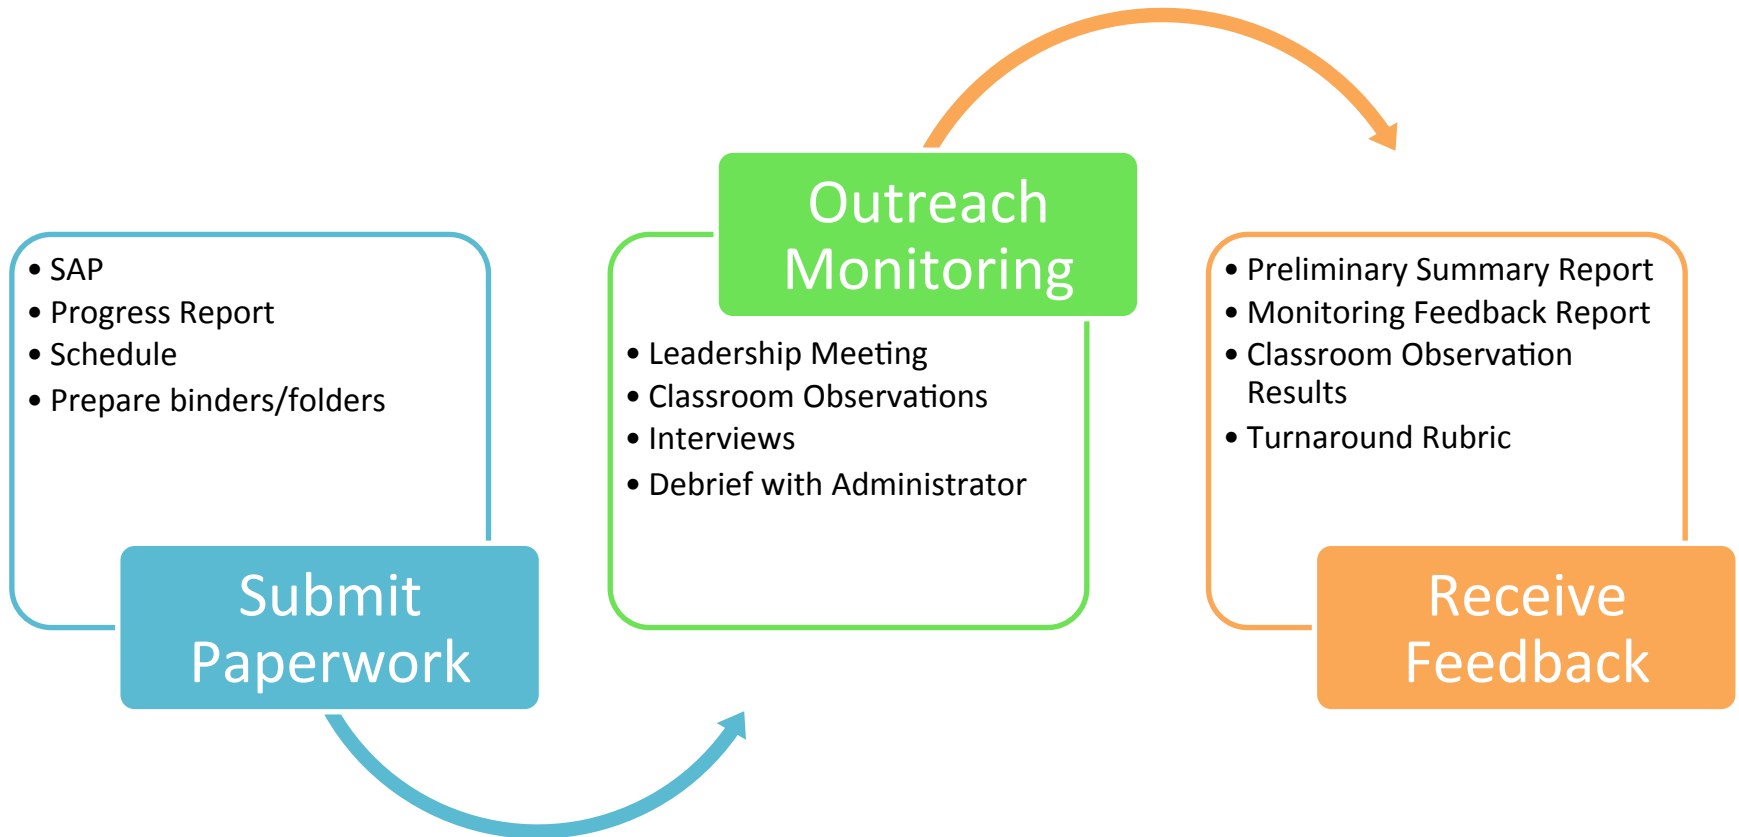 • SAP
• Progress Report
• Schedule
• Prepare binders/folders
Submit
Paperwork
Outreach
Monitoring
• Leadership Meeting
• Classroom Observations
• Interviews
• Debrief with Administrator
• Preliminary Summary Report
• Monitoring Feedback Report
• Classroom Observation
Results
• Turnaround Rubric
Receive
Feedback